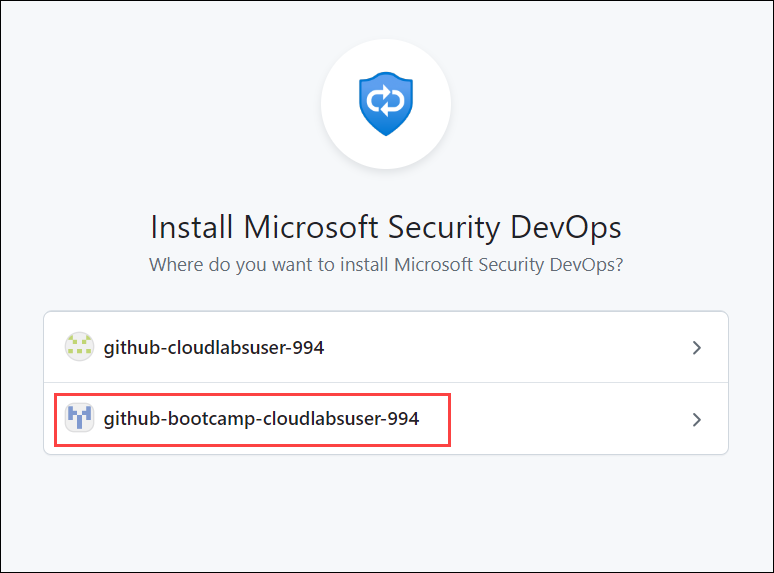 Install Microsoft Security DevOps
Where do you want to install Microsoft Security DevOps?
github-cloudlabsuser-994
github-bootcamp-cloudlabsuser-994